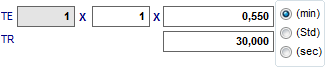 TE 1 X 1 X 0,550 (min)
(Std)
TR 30,000
(sec)